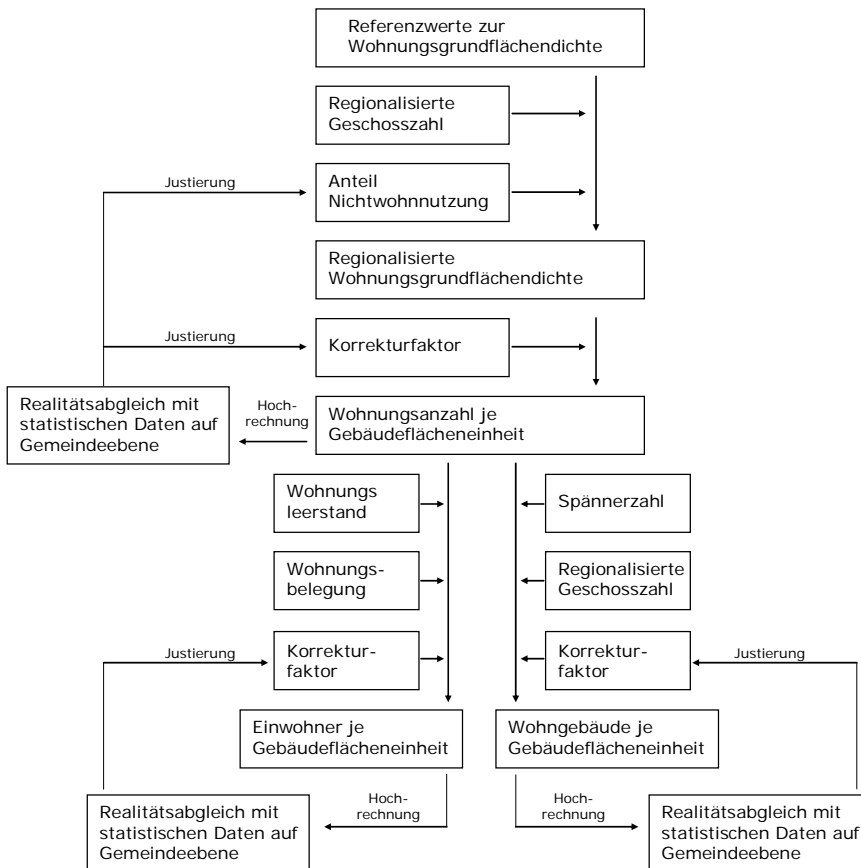 Referenzwerte zur
Wohnungsgrundflächendichte
Regionalisierte
Geschosszahl
Justierung
Anteil
Nichtwohnnutzung
Regionalisierte
Wohnungsgrundflächendichte
Justierung
Korrekturfaktor
Realitätsabgleich mit
statistischen Daten auf
Gemeindeebene
Hoch-
rechnung
Wohnungsanzahl je
Gebäudeflächeneinheit
Wohnungs
leerstand
Spännerzahl
Wohnungs-
belegung
Regionalisierte
Geschosszahl
Justierung
Korrektur-
faktor
Korrektur-
faktor
Justierung
Einwohner je
Gebäudeflächeneinheit
Wohngebäude je
Gebäudeflächeneinheit
Realitätsabgleich mit
statistischen Daten auf
Gemeindeebene
Hoch-
rechnung
Hoch-
rechnung
Realitätsabgleich mit
statistischen Daten auf
Gemeindeebene